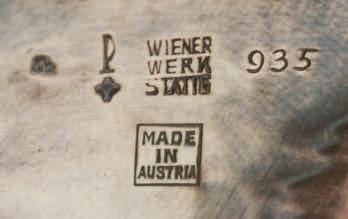 WIENER
WERK
STÄTTE
935
MADE
IN
AUSTRIA